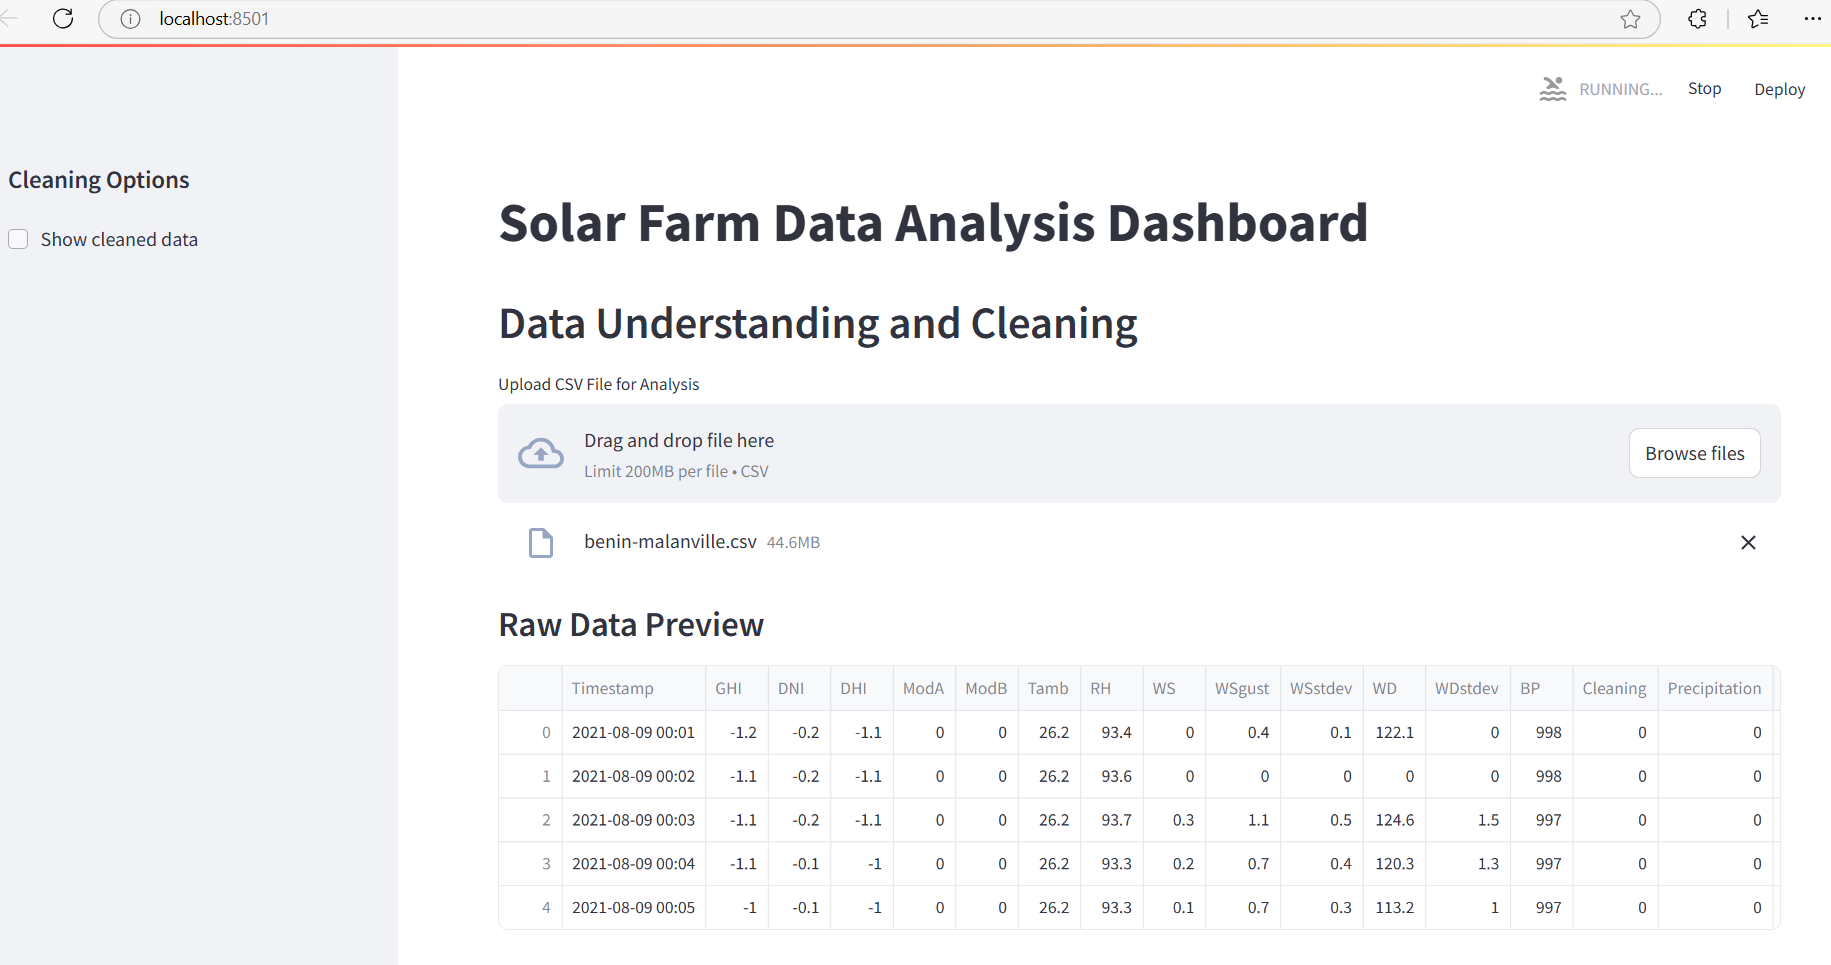 localhost:8501
RUNNING... Stop Deploy
Cleaning Options
Show cleaned data
Solar Farm Data Analysis Dashboard
Data Understanding and Cleaning
Upload CSV File for Analysis
Drag and drop file here
Limit 200MB per file • CSV
Browse files
benin-malanville.csv 44.6MB
Raw Data Preview
Timestamp GHI DNI DHI ModA ModB Tamb RH WS WSgust WSstdev WD WDstdev BP Cleaning Precipitation
0 2021-08-09 00:01 -1.2 -0.2 -1.1 0 0 26.2 93.4 0 0.4 0.1 122.1 0 998 0 0
1 2021-08-09 00:02 -1.1 -0.2 -1.1 0 0 26.2 93.6 0 0 0 0 0 998 0 0
2 2021-08-09 00:03 -1.1 -0.2 -1.1 0 0 26.2 93.7 0.3 1.1 0.5 124.6 1.5 997 0 0
3 2021-08-09 00:04 -1.1 -0.1 -1 0 0 26.2 93.3 0.2 0.7 0.4 120.3 1.3 997 0 0
4 2021-08-09 00:05 -1 -0.1 -1 0 0 26.2 93.3 0.1 0.7 0.3 113.2 1 997 0 0